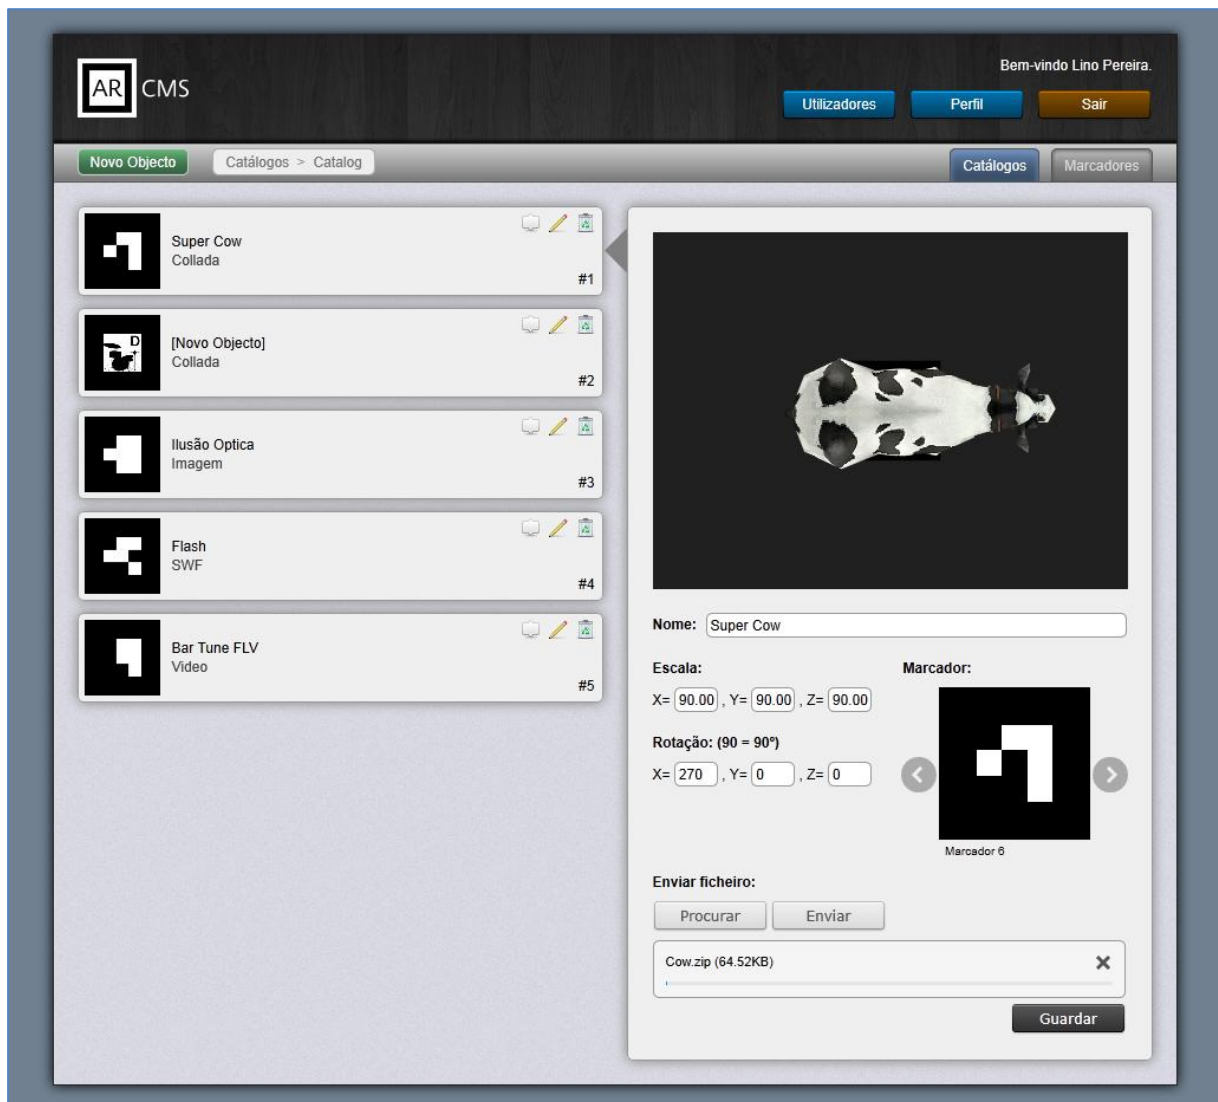 Bem-vindo Lino Pereira.
AR CMS
Utilizadores Perfil Sair
Novo Objecto Catálogos > Catalog Catálogos Marcadores
Super Cow
Collada
#1
D
[Novo Objecto]
Collada
#2
Ilusão Optica
Imagem
#3
Flash
SWF
#4
Bar Tune FLV
Video
#5
Nome: Super Cow
Escala: Marcador:
X= 90.00 , Y= 90.00 , Z= 90.00
Rotação: (90 = 90º)
X= 270 , Y= 0 , Z= 0
Marcador 6
Enviar ficheiro:
Procurar Enviar
Cow.zip (64.52KB)
Guardar